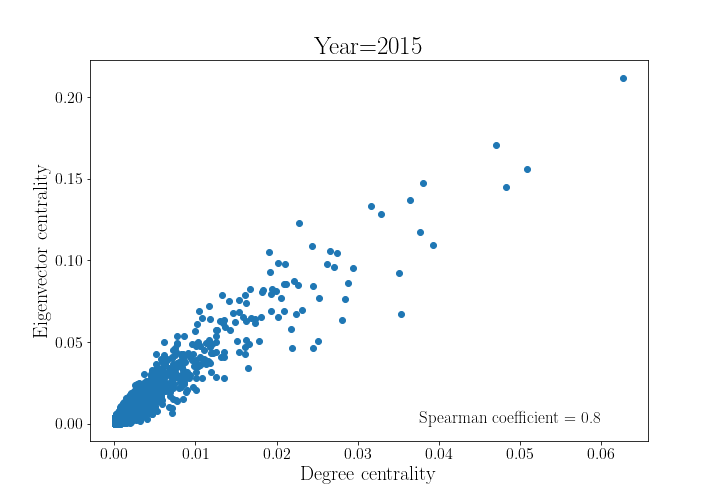 Year=2015
Eigenvector centrality
0.20
0.15
0.10
0.05
0.00
Spearman coefficient = 0.8
0.00 0.01 0.02 0.03 0.04 0.05 0.06
Degree centrality